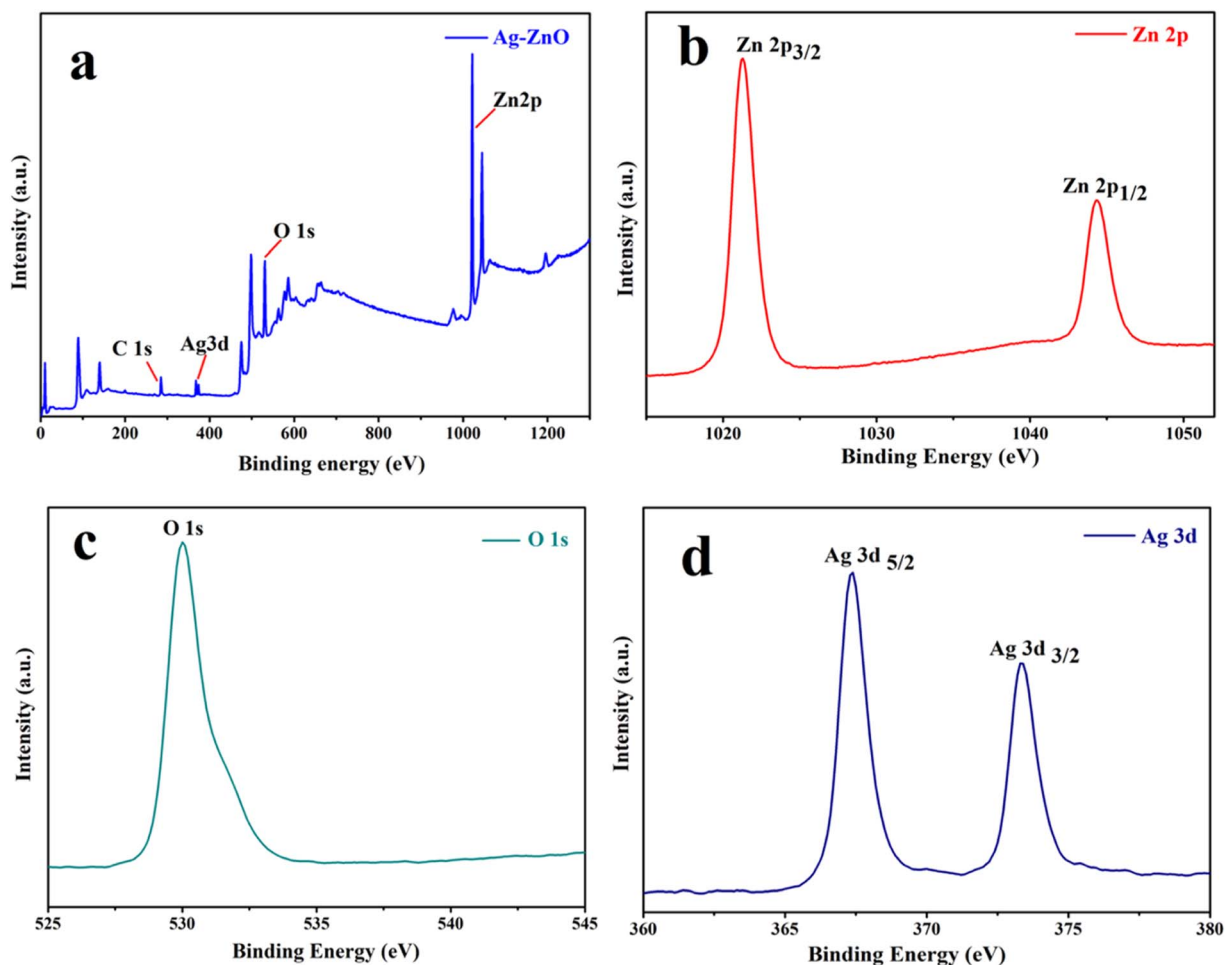 a
Ag-ZnO
Zn2p
O 1s
C 1s
Ag3d
Intensity (a.u.)
0 200 400 600 800 1000 1200
Binding energy (eV)
b
Zn 2p
Zn 2p3/2
Zn 2p1/2
Intensity (a.u.)
1020 1030 1040 1050
Binding Energy (eV)
c
O 1s
O 1s
Intensity (a.u.)
525 530 535 540 545
Binding Energy (eV)
d
Ag 3d
Ag 3d 5/2
Ag 3d 3/2
Intensity (a.u.)
360 365 370 375 380
Binding Energy (eV)